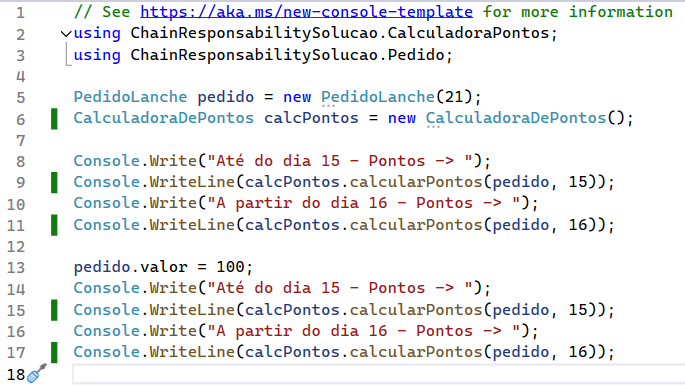 1 // See https://aka.ms/new-console-template for more information
2 using ChainResponsabilitySolucao.CalculadoraPontos;
3 using ChainResponsabilitySolucao.Pedido;
4
5 PedidoLanche pedido = new PedidoLanche(21);
6 CalculadoraDePontos calcPontos = new CalculadoraDePontos();
7
8 Console.Write("Até do dia 15 - Pontos -> ");
9 Console.WriteLine(calcPontos.calcularPontos(pedido, 15));
10 Console.Write("A partir do dia 16 - Pontos -> ");
11 Console.WriteLine(calcPontos.calcularPontos(pedido, 16));
12
13 pedido.valor = 100;
14 Console.Write("Até do dia 15 - Pontos -> ");
15 Console.WriteLine(calcPontos.calcularPontos(pedido, 15));
16 Console.Write("A partir do dia 16 - Pontos -> ");
17 Console.WriteLine(calcPontos.calcularPontos(pedido, 16));
18